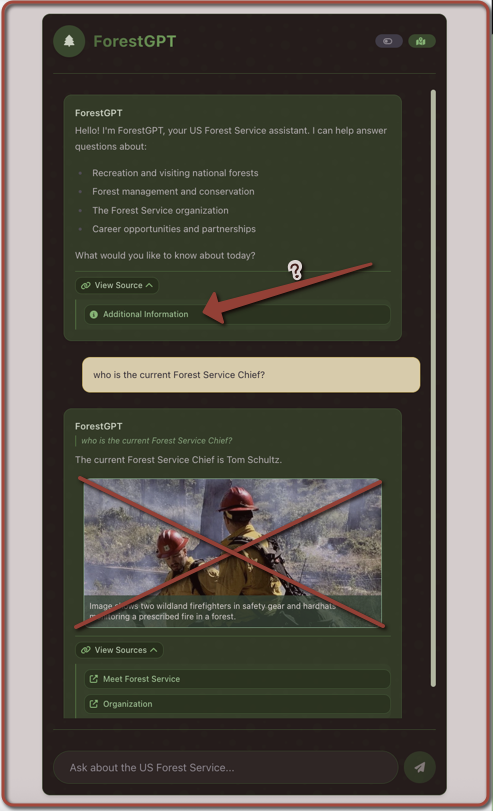 ForestGPT
ForestGPT
Hello! I'm ForestGPT, your US Forest Service assistant. I can help answer
questions about:
Recreation and visiting national forests
Forest management and conservation
The Forest Service organization
Career opportunities and partnerships
What would you like to know about today?
?
View Source
Additional Information
who is the current Forest Service Chief?
ForestGPT
who is the current Forest Service Chief?
The current Forest Service Chief is Tom Schultz.
Image shows two wildland firefighters in safety gear and hardhats
monitoring a prescribed fire in a forest.
View Sources
Meet Forest Service
Organization
Ask about the US Forest Service...